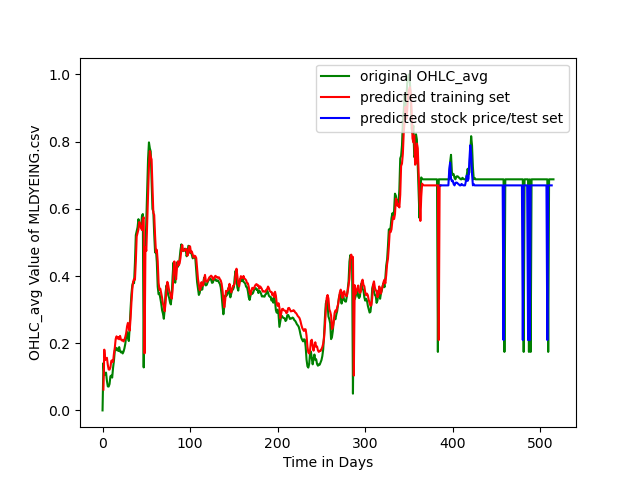 original OHLC_avg
predicted training set
predicted stock price/test set
OHLC_avg Value of MLDYEING.csv
1.0
0.8
0.6
0.4
0.2
0.0
0
100
200
300
400
500
Time in Days